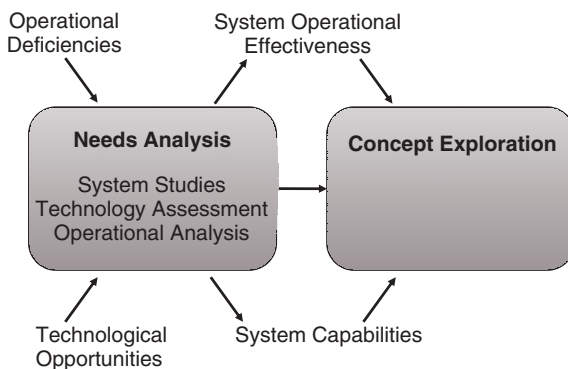 Operational
Deficiencies
System Operational
Effectiveness
Needs Analysis
System Studies
Technology Assessment
Operational Analysis
Concept Exploration
Technological
Opportunities
System Capabilities